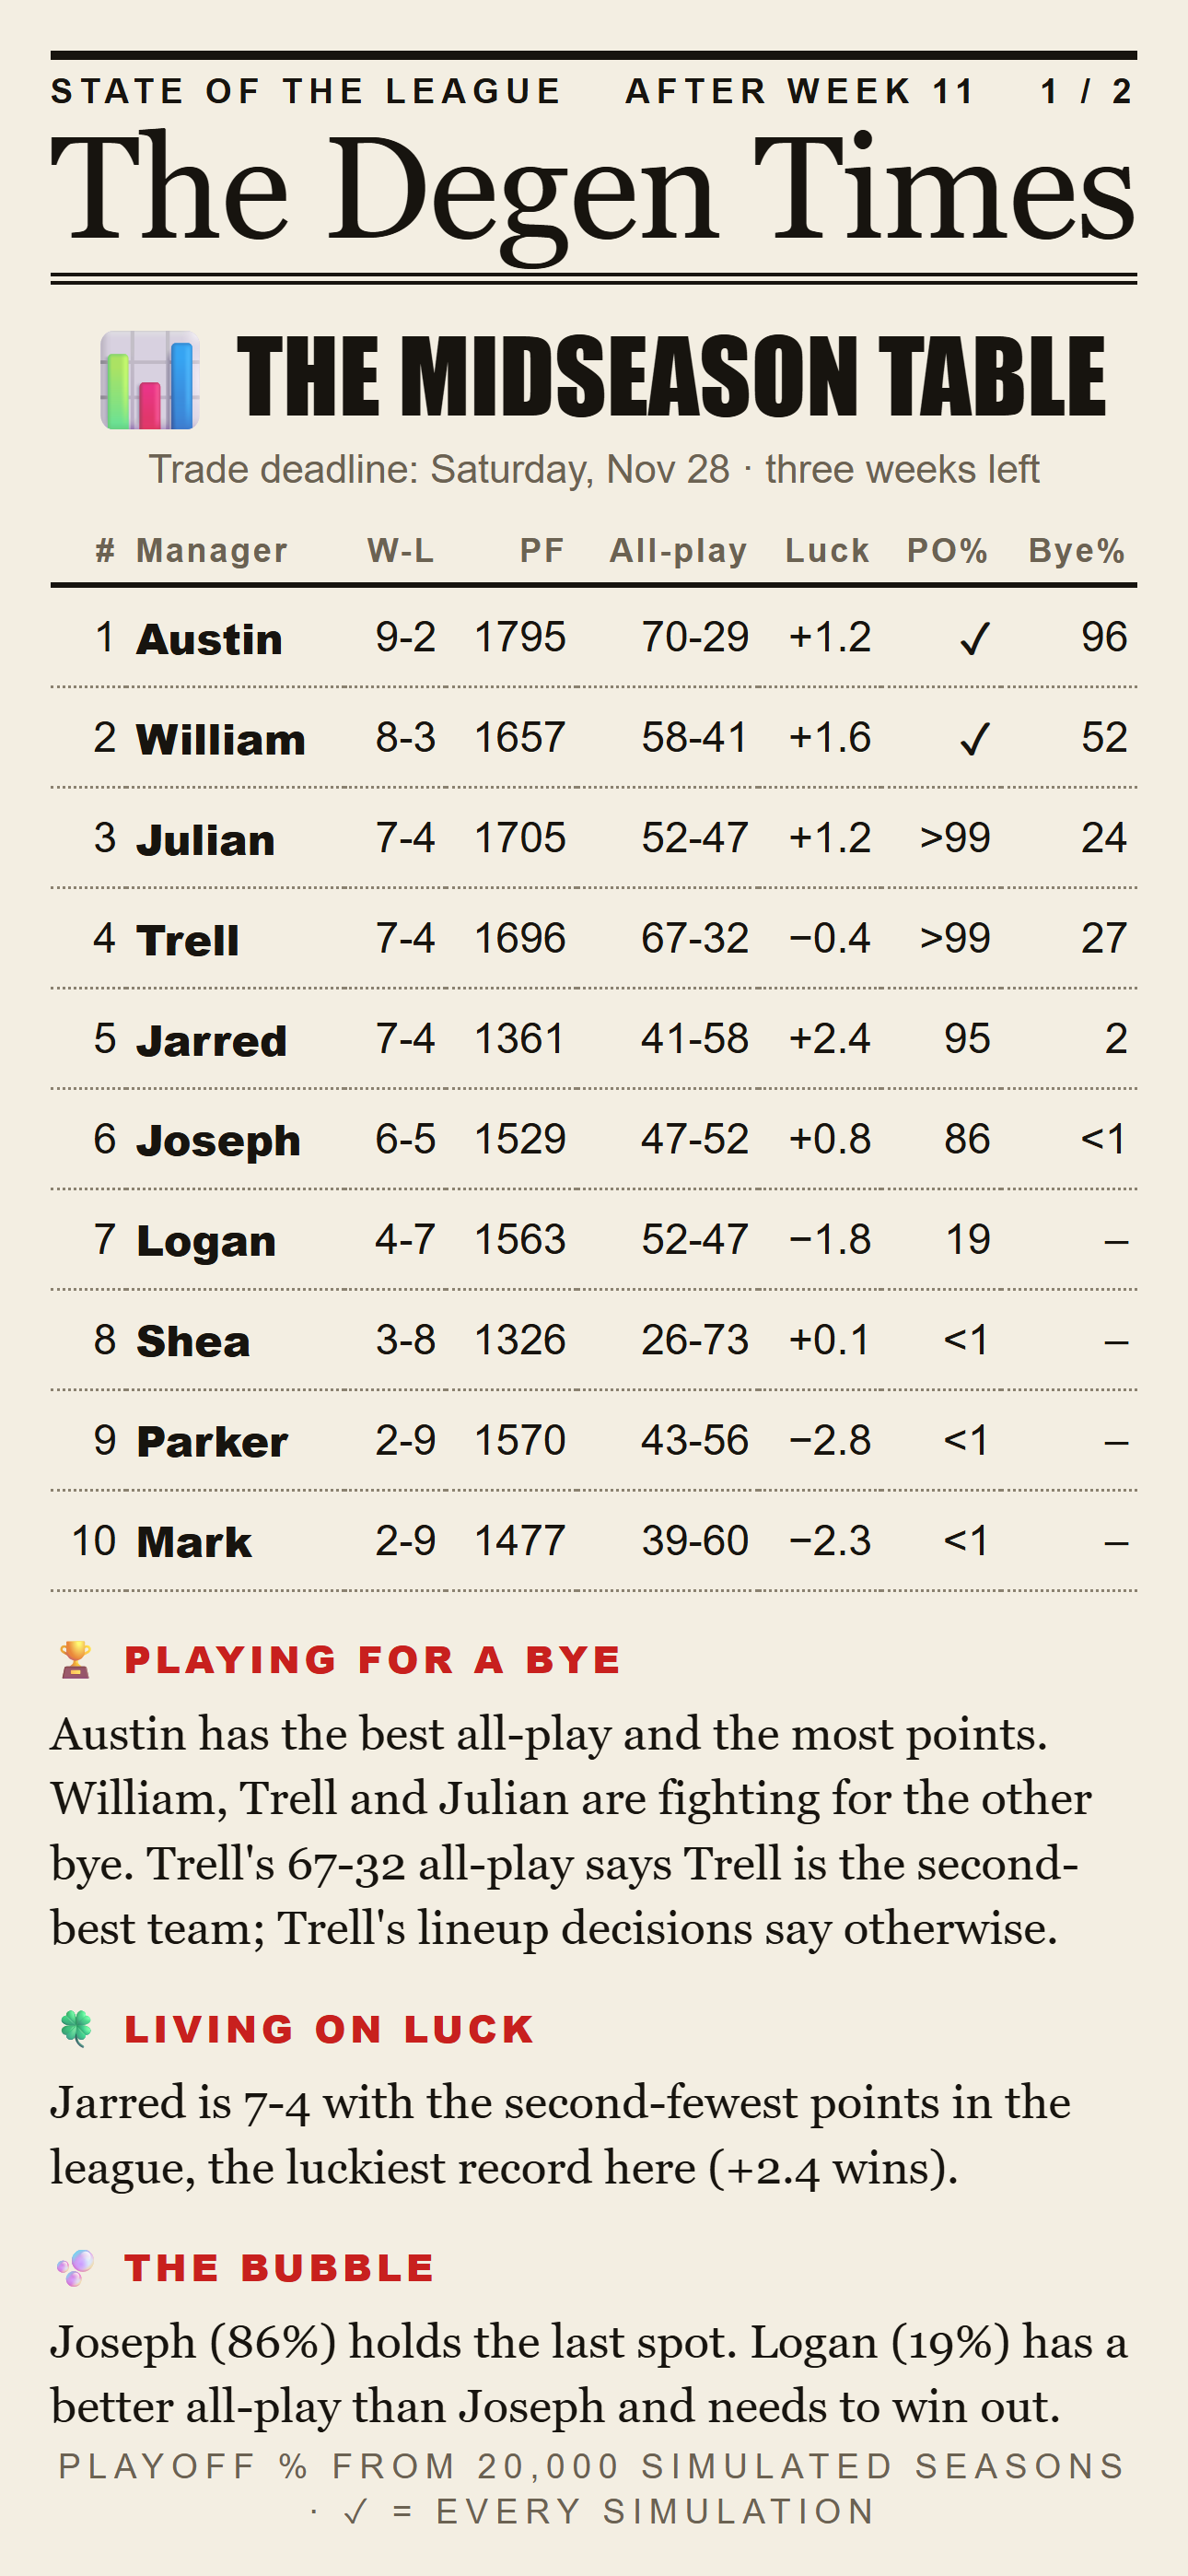 STATE OF THE LEAGUE AFTER WEEK 11 1 / 2
The Degen Times
THE MIDSEASON TABLE
Trade deadline: Saturday, Nov 28 · three weeks left
# Manager W-L PF All-play Luck PO% Bye%
1 Austin 9-2 1795 70-29 +1.2 ✓ 96
2 William 8-3 1657 58-41 +1.6 ✓ 52
3 Julian 7-4 1705 52-47 +1.2 >99 24
4 Trell 7-4 1696 67-32 −0.4 >99 27
5 Jarred 7-4 1361 41-58 +2.4 95 2
6 Joseph 6-5 1529 47-52 +0.8 86 <1
7 Logan 4-7 1563 52-47 −1.8 19 –
8 Shea 3-8 1326 26-73 +0.1 <1 –
9 Parker 2-9 1570 43-56 −2.8 <1 –
10 Mark 2-9 1477 39-60 −2.3 <1 –
PLAYING FOR A BYE
Austin has the best all-play and the most points.
William, Trell and Julian are fighting for the other
bye. Trell's 67-32 all-play says Trell is the second-
best team; Trell's lineup decisions say otherwise.
LIVING ON LUCK
Jarred is 7-4 with the second-fewest points in the
league, the luckiest record here (+2.4 wins).
THE BUBBLE
Joseph (86%) holds the last spot. Logan (19%) has a
better all-play than Joseph and needs to win out.
PLAYOFF % FROM 20,000 SIMULATED SEASONS
· ✓ = EVERY SIMULATION